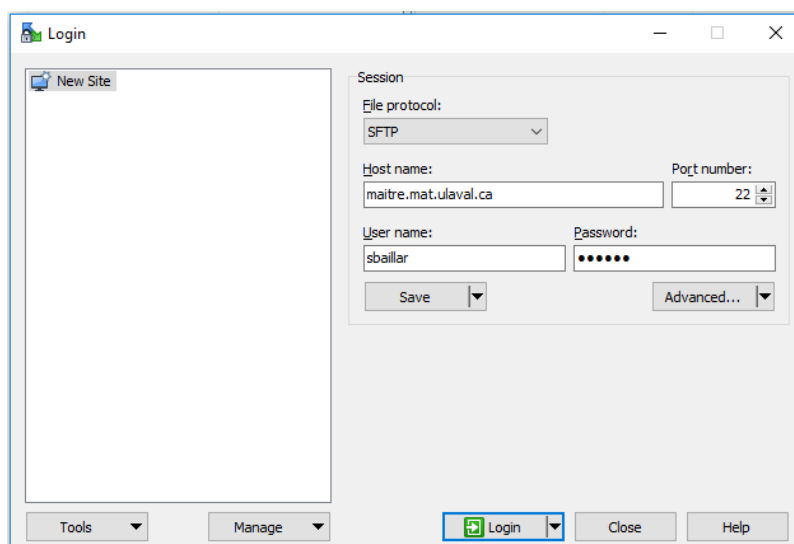 Login
New Site
Session
File protocol:
SFTP
Host name:
Port number:
maitre.mat.ulaval.ca
22
User name:
Password:
sbaillar
••••••
Save
Advanced...
Tools
Manage
Login
Close
Help